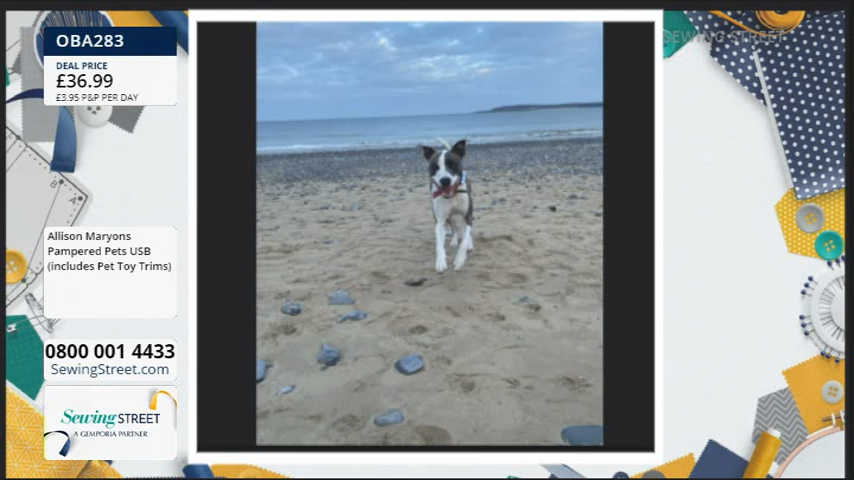 OBA283
DEAL PRICE
£36.99
£3.95 P&P PER DAY
SEWING STREET
Allison Maryons
Pampered Pets USB
(includes Pet Toy Trims)
0800 001 4433
SewingStreet.com
Sewing STREET
A GEMPORIA PARTNER